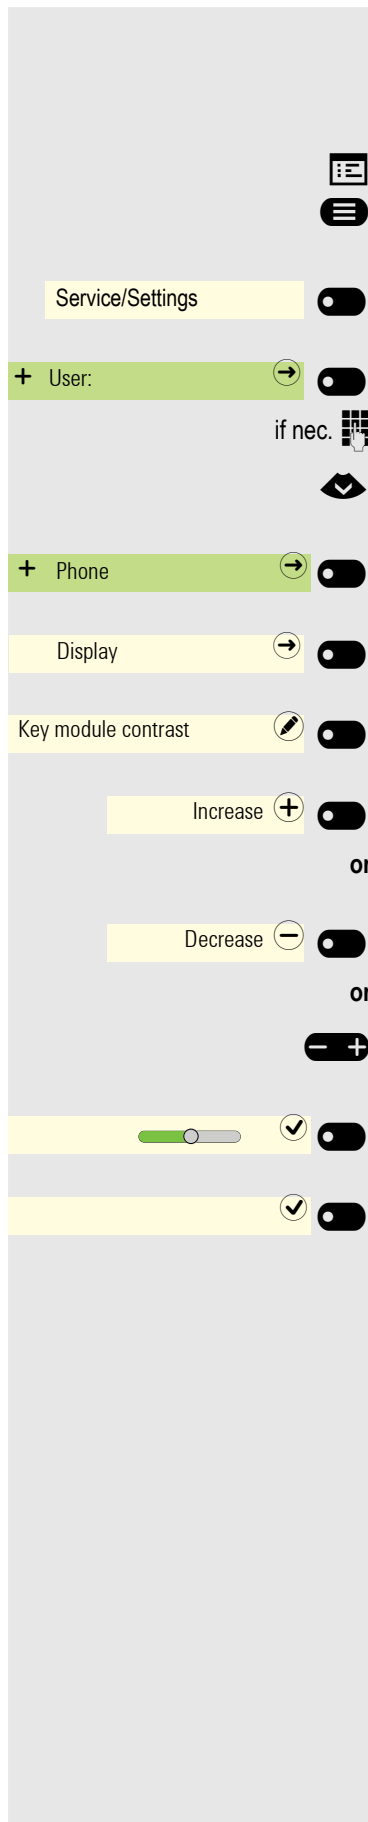 Service/Settings
+ User:
if nec.
+ Phone
Display
Key module contrast
Increase +
or
Decrease −
or
− +